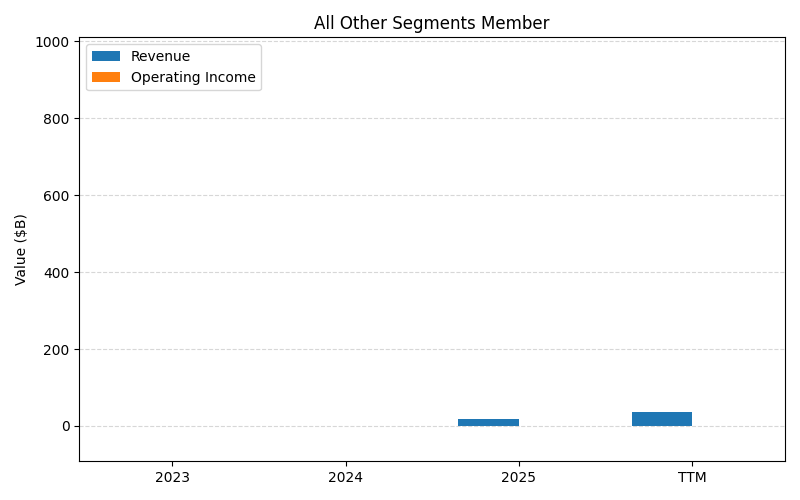 All Other Segments Member
1000
800
600
400
200
0
Value ($B)
Revenue
Operating Income
2023
2024
2025
TTM